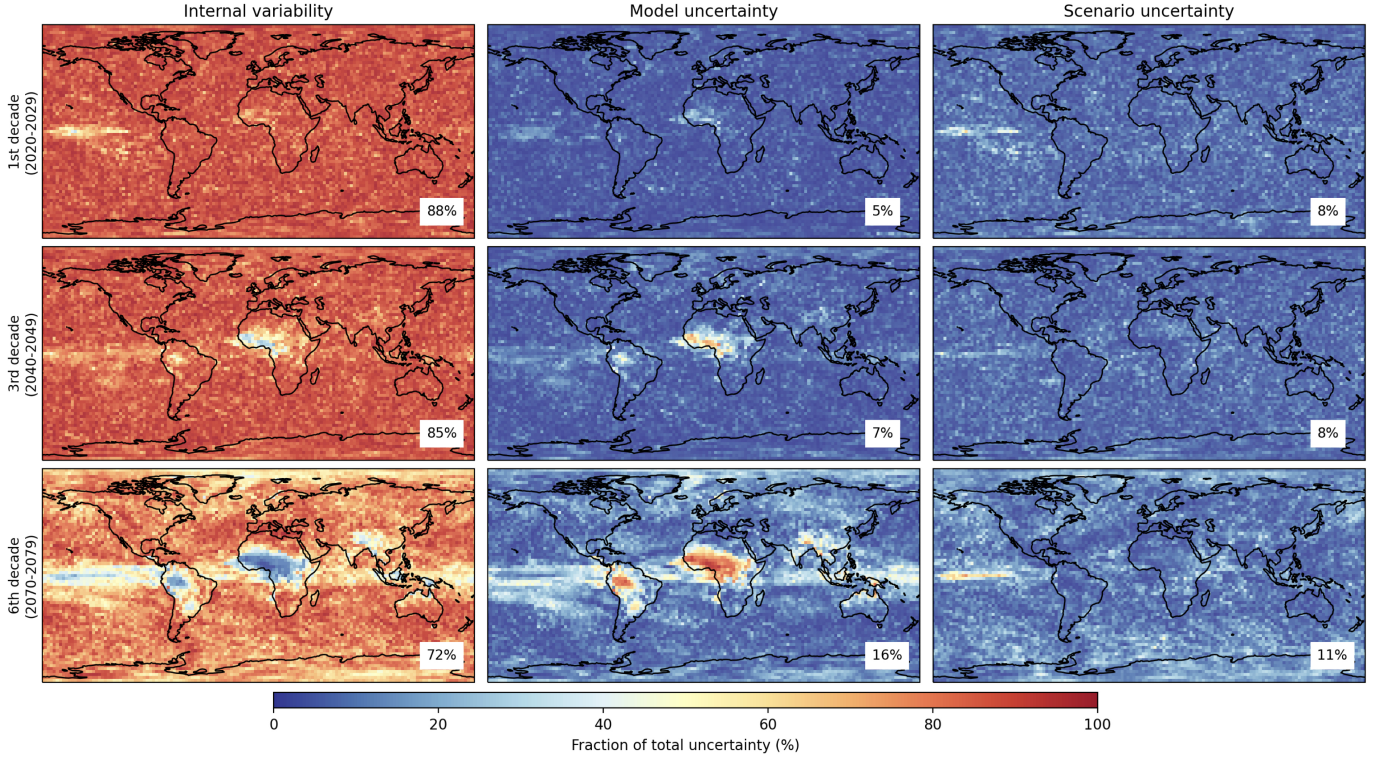 Internal variability
Model uncertainty
Scenario uncertainty
1st decade
(2020-2029)
88%
5%
8%
3rd decade
(2040-2049)
85%
7%
8%
6th decade
(2070-2079)
72%
16%
11%
0
20
40
60
80
100
Fraction of total uncertainty (%)